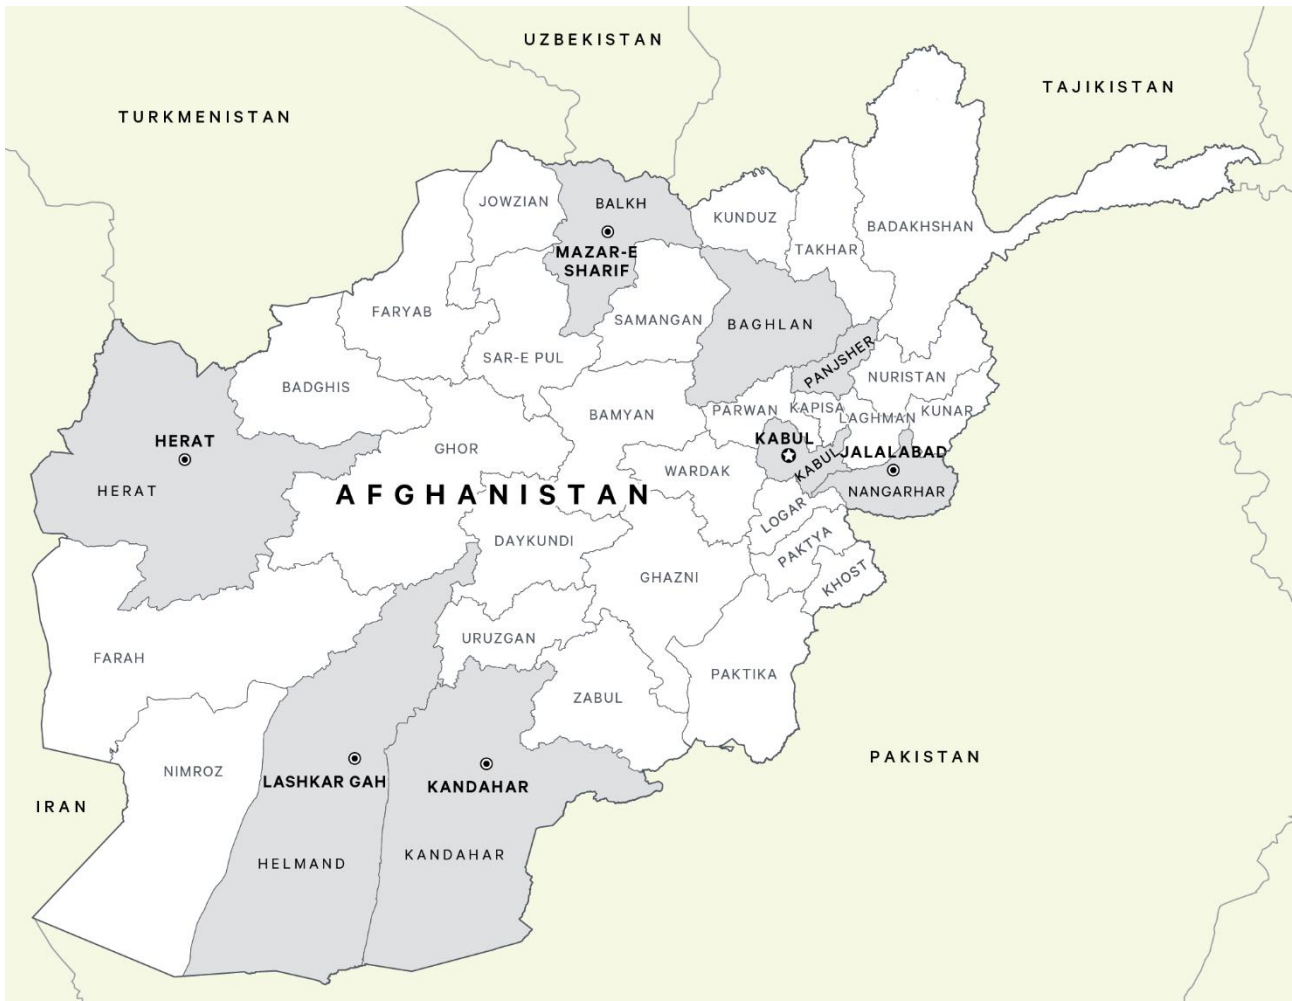 UZBEKISTAN
TAJIKISTAN
TURKMENISTAN
JOWZIAN
BALKH
KUNDUZ
BADAKHSHAN
TAKHAR
MAZAR-E
SHARIF
FARYAB
SAMANGAN
BAGHLAN
SAR-E PUL
PANJSHER
NURISTAN
BADGHIS
BAMYAN
PARWAN
KAPISA
LAGHMAN
KUNAR
HERAT
GHOR
KABUL
JALALABAD
WARDAK
KABUL
HERAT
AFGHANISTAN
NANGARHAR
LOGAR
DAYKUNDI
PAKTYA
GHAZNI
KHOST
URUZGAN
FARAH
PAKTIKA
ZABUL
PAKISTAN
NIMROZ
LASHKAR GAH
KANDAHAR
IRAN
HELMAND
KANDAHAR